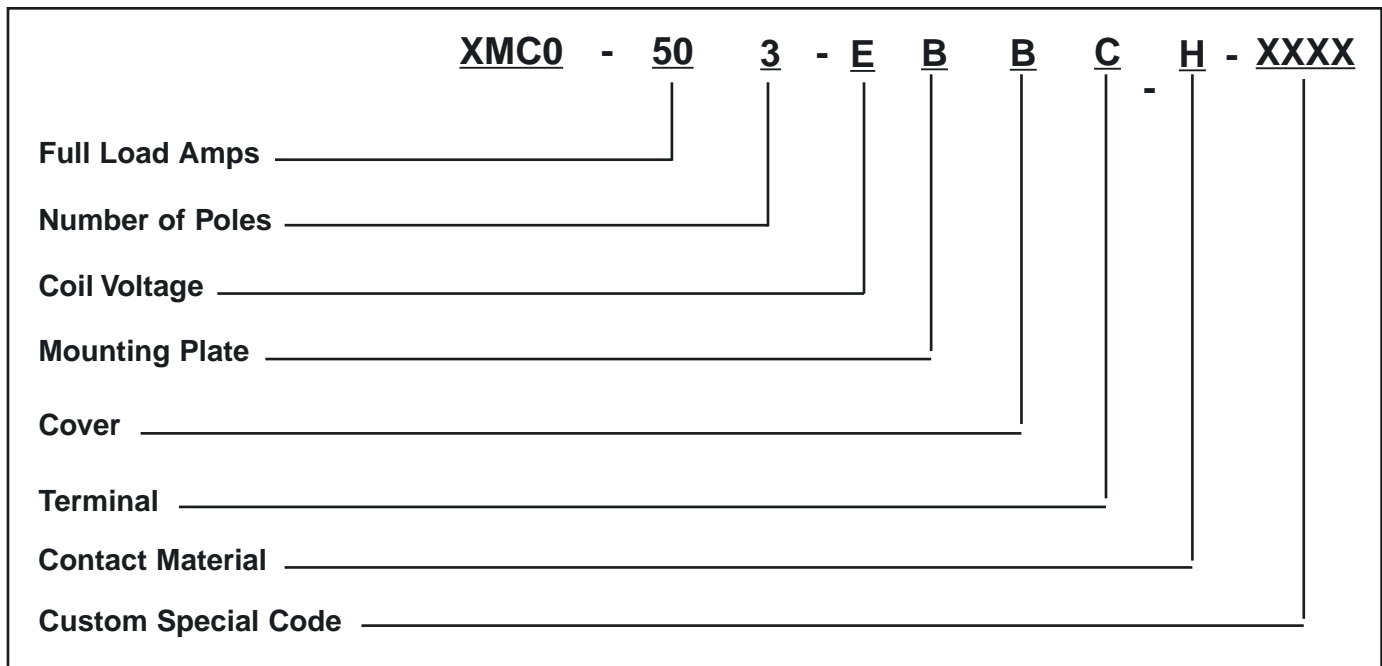 XMC0 - 50 3 - E B B C - H - XXXX
Full Load Amps
Number of Poles
Coil Voltage
Mounting Plate
Cover
Terminal
Contact Material
Custom Special Code